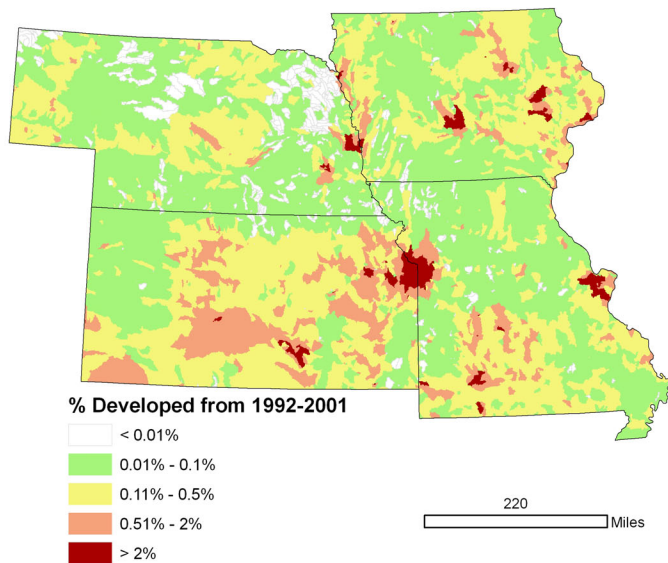 % Developed from 1992-2001
< 0.01%
0.01% - 0.1%
0.11% - 0.5%
0.51% - 2%
> 2%
220
Miles